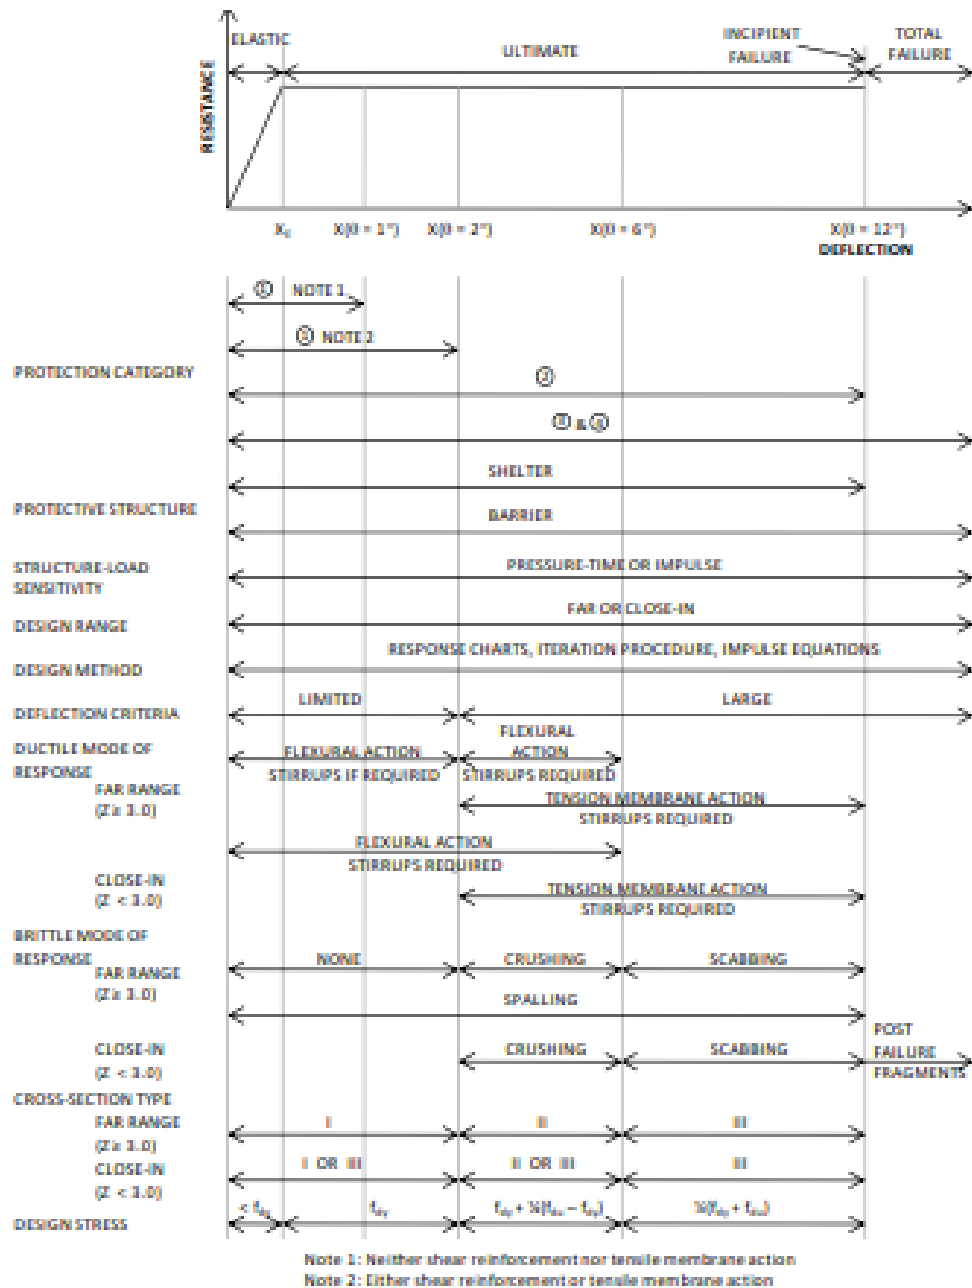 ELASTIC
ULTIMATE
INCIPIENT
FAILURE
TOTAL
FAILURE
RESISTANCE
X(θ = 1°)
X(θ = 2°)
X(θ = 6°)
X(θ = 12°)
DEFLECTION
NOTE 1
NOTE 2
PROTECTION CATEGORY
&
SHELTER
PROTECTIVE STRUCTURE
BARRIER
STRUCTURE-LOAD
SENSITIVITY
PRESSURE-TIME OR IMPULSE
FAR OR CLOSE-IN
DESIGN RANGE
RESPONSE CHARTS, ITERATION PROCEDURE, IMPULSE EQUATIONS
DESIGN METHOD
LIMITED
LARGE
DEFLECTION CRITERIA
DUCTILE MODE OF
RESPONSE
FLEXURAL ACTION
STIRRUPS IF REQUIRED
FLEXURAL
ACTION
STIRRUPS REQUIRED
FAR RANGE
(Z ≥ 3.0)
TENSION MEMBRANE ACTION
STIRRUPS REQUIRED
FLEXURAL ACTION
STIRRUPS REQUIRED
CLOSE-IN
(Z < 3.0)
TENSION MEMBRANE ACTION
STIRRUPS REQUIRED
BRITTLE MODE OF
RESPONSE
FAR RANGE
(Z ≥ 3.0)
NONE
CRUSHING
SCABBING
SPALLING
CLOSE-IN
(Z < 3.0)
CRUSHING
SCABBING
POST
FAILURE
FRAGMENTS
CROSS-SECTION TYPE
FAR RANGE
(Z ≥ 3.0)
I
II
III
CLOSE-IN
(Z < 3.0)
I OR III
II OR III
III
DESIGN STRESS
Note 1: Neither shear reinforcement nor tensile membrane action
Note 2: Either shear reinforcement or tensile membrane action